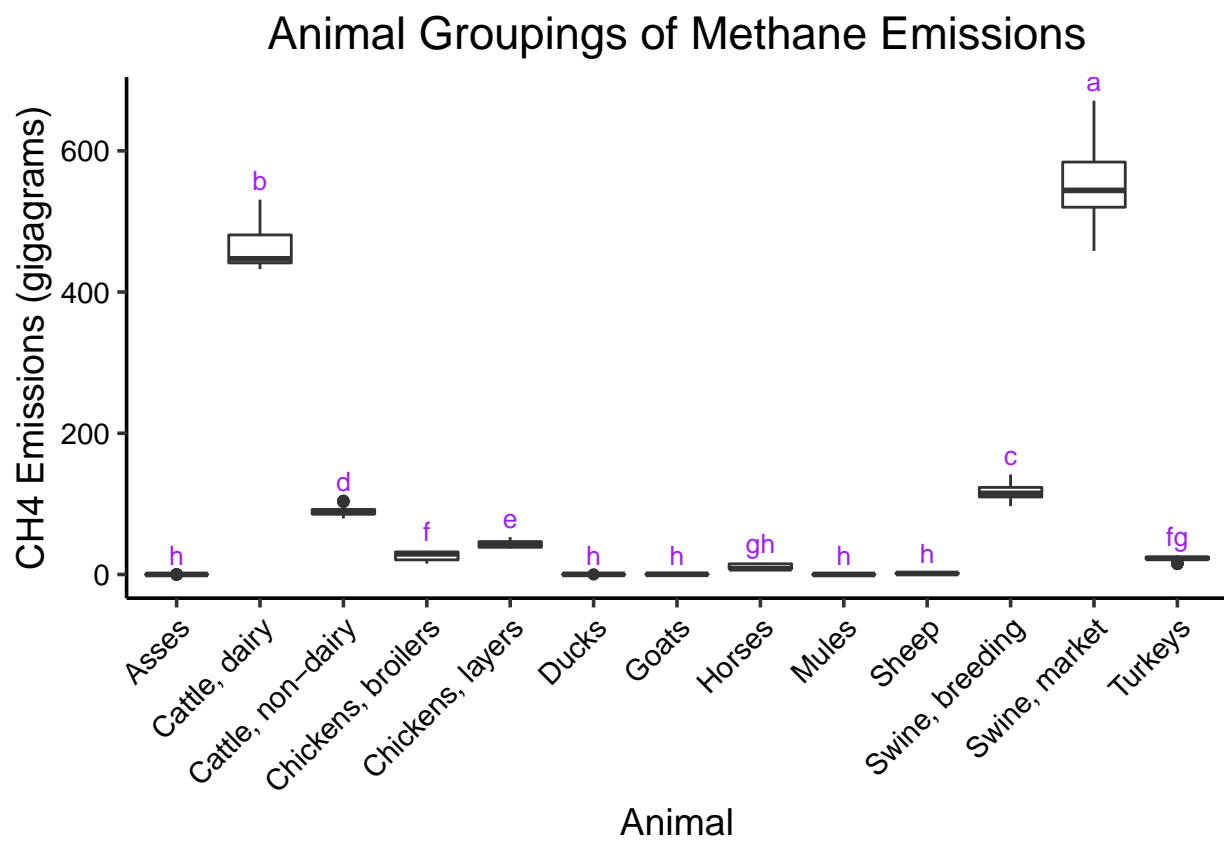 Animal Groupings of Methane Emissions
CH4 Emissions (gigagrams)
600
400
200
0
h
b
d
f
e
h
h
gh
h
h
c
a
fg
Asses
Cattle, dairy
Cattle, non−dairy
Chickens, broilers
Chickens, layers
Ducks
Goats
Horses
Mules
Sheep
Swine, breeding
Swine, market
Turkeys
Animal